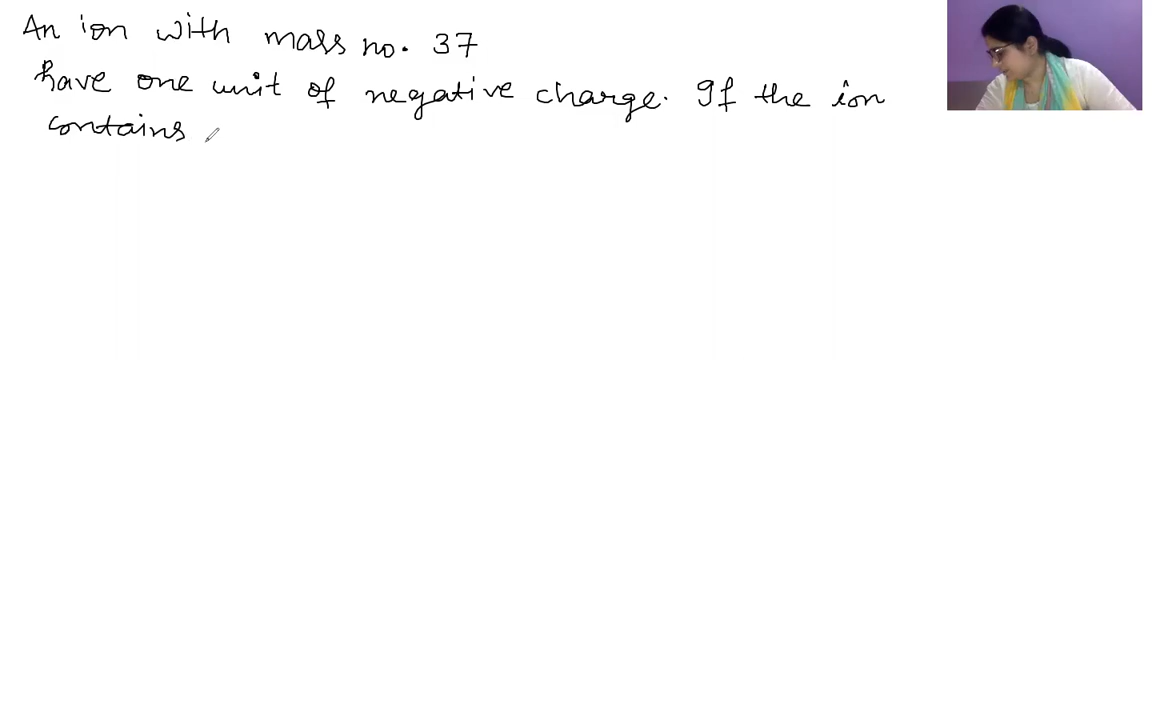 An ion with mass no. 37
have one unit of negative charge. If the ion
contains